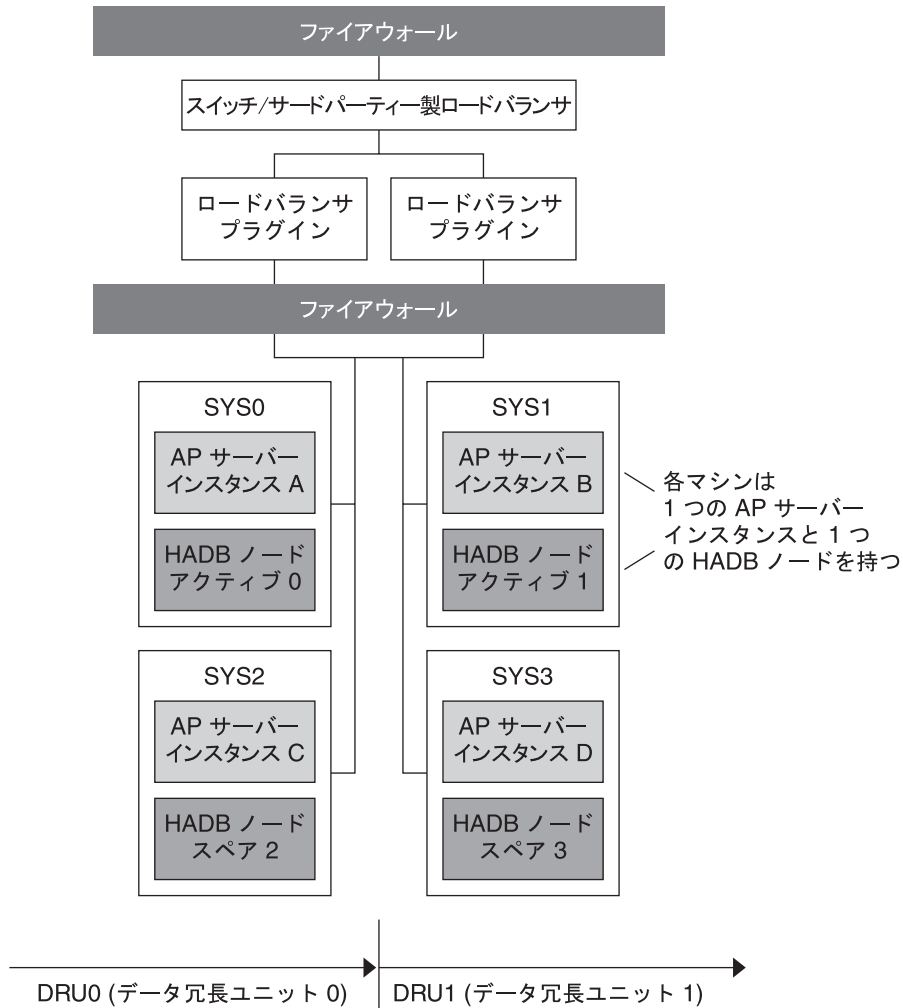 ファイアウォール
スイッチ/サードパーティー製ロードバランサ
ロードバランサ
プラグイン
ロードバランサ
プラグイン
ファイアウォール
SYS0
AP サーバー
インスタンス A
HADB ノード
アクティブ 0
SYS1
AP サーバー
インスタンス B
HADB ノード
アクティブ 1
各マシンは
1 つの AP サーバー
インスタンスと 1 つ
の HADB ノードを持つ
SYS2
AP サーバー
インスタンス C
HADB ノード
スペア 2
SYS3
AP サーバー
インスタンス D
HADB ノード
スペア 3
DRU0 (データ冗長ユニット 0)
DRU1 (データ冗長ユニット 1)